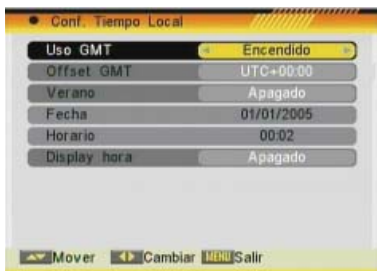 Conf. Tiempo Local
Uso GMT Encendido
Offset GMT UTC+00:00
Verano Apagado
Fecha 01/01/2005
Horario 00:02
Display hora Apagado
Mover Cambiar MENU Salir